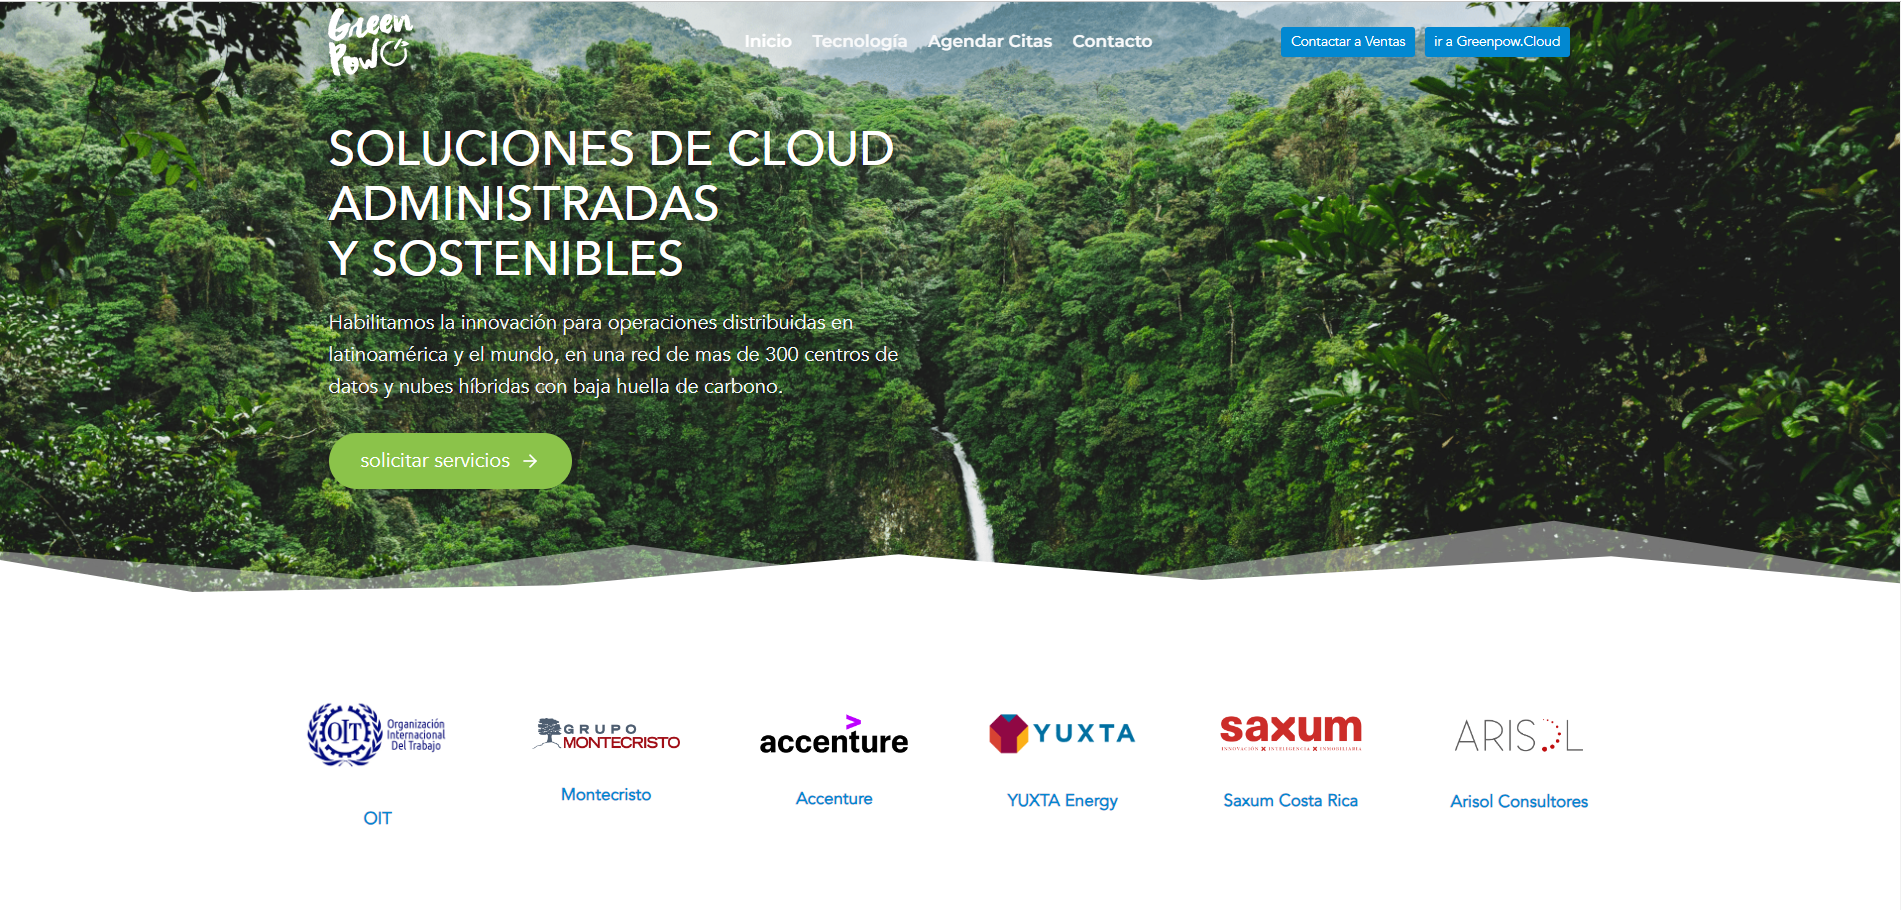 Green
Pow
Inicio Tecnología Agendar Citas Contacto
Contactar a Ventas ir a Greenpow.Cloud
SOLUCIONES DE CLOUD
ADMINISTRADAS
Y SOSTENIBLES
Habilitamos la innovación para operaciones distribuidas en
latinoamérica y el mundo, en una red de mas de 300 centros de
datos y nubes híbridas con baja huella de carbono.
solicitar servicios →
OIT
Organización
Internacional
Del Trabajo
GRUPO
MONTECRISTO
accenture
YUXTA
saxum
INNOVACIÓN X INTELIGENCIA X INMOBILIARIA
ARISOL
OIT
Montecristo
Accenture
YUXTA Energy
Saxum Costa Rica
Arisol Consultores